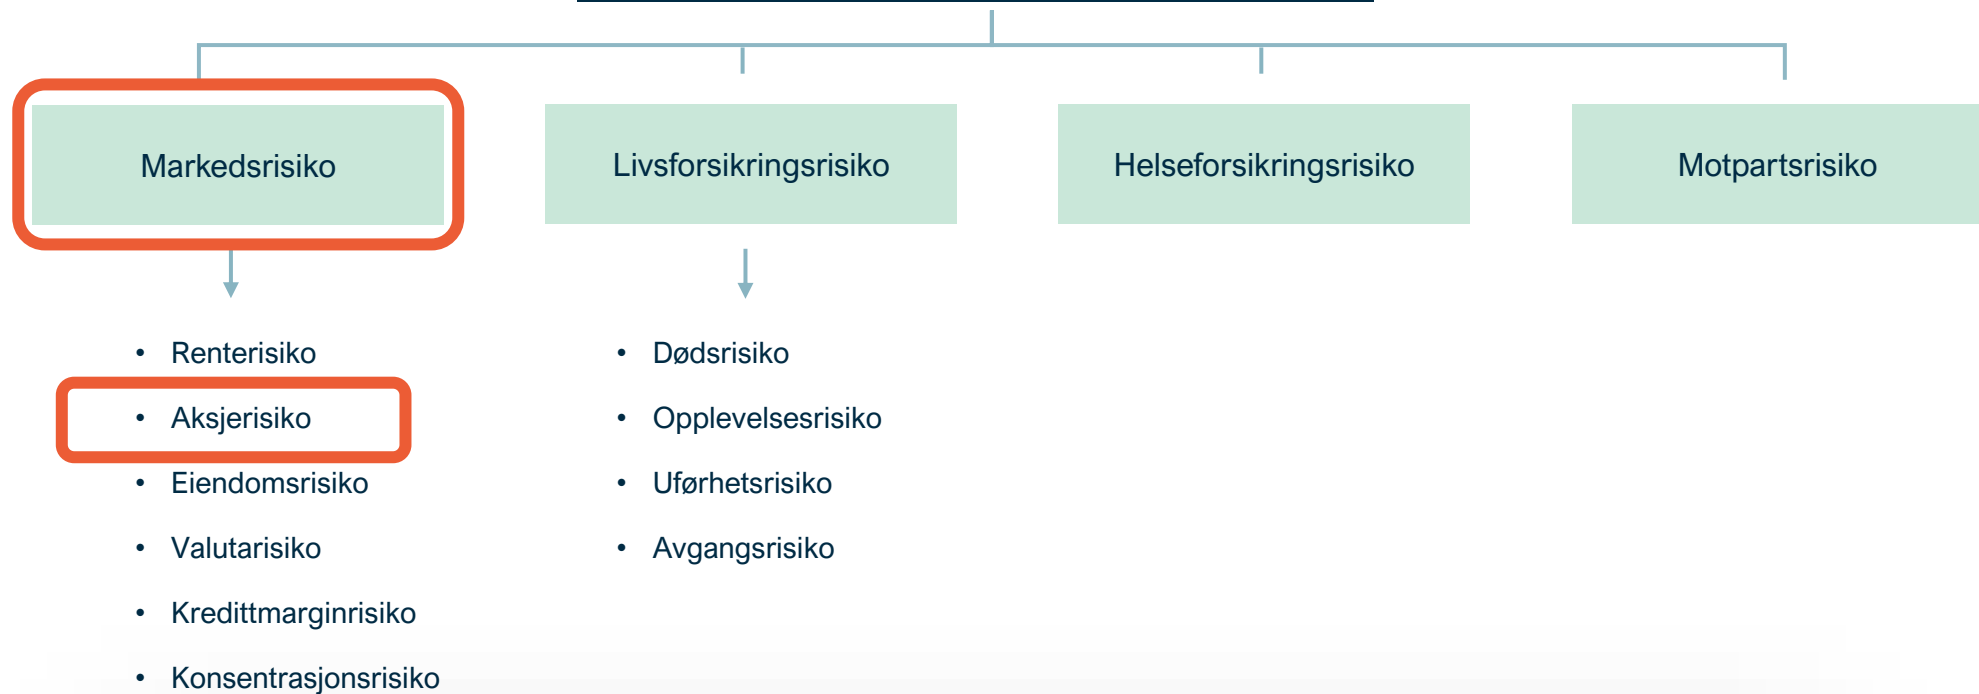 Markedsrisiko
Livsforsikringsrisiko
Helseforsikringsrisiko
Motpartsrisiko
• Renterisiko
• Aksjerisiko
• Eiendomsrisiko
• Valutarisiko
• Kredittmarginrisiko
• Konsentrasjonsrisiko
• Dødsrisiko
• Opplevelsesrisiko
• Uførhetsrisiko
• Avgangsrisiko